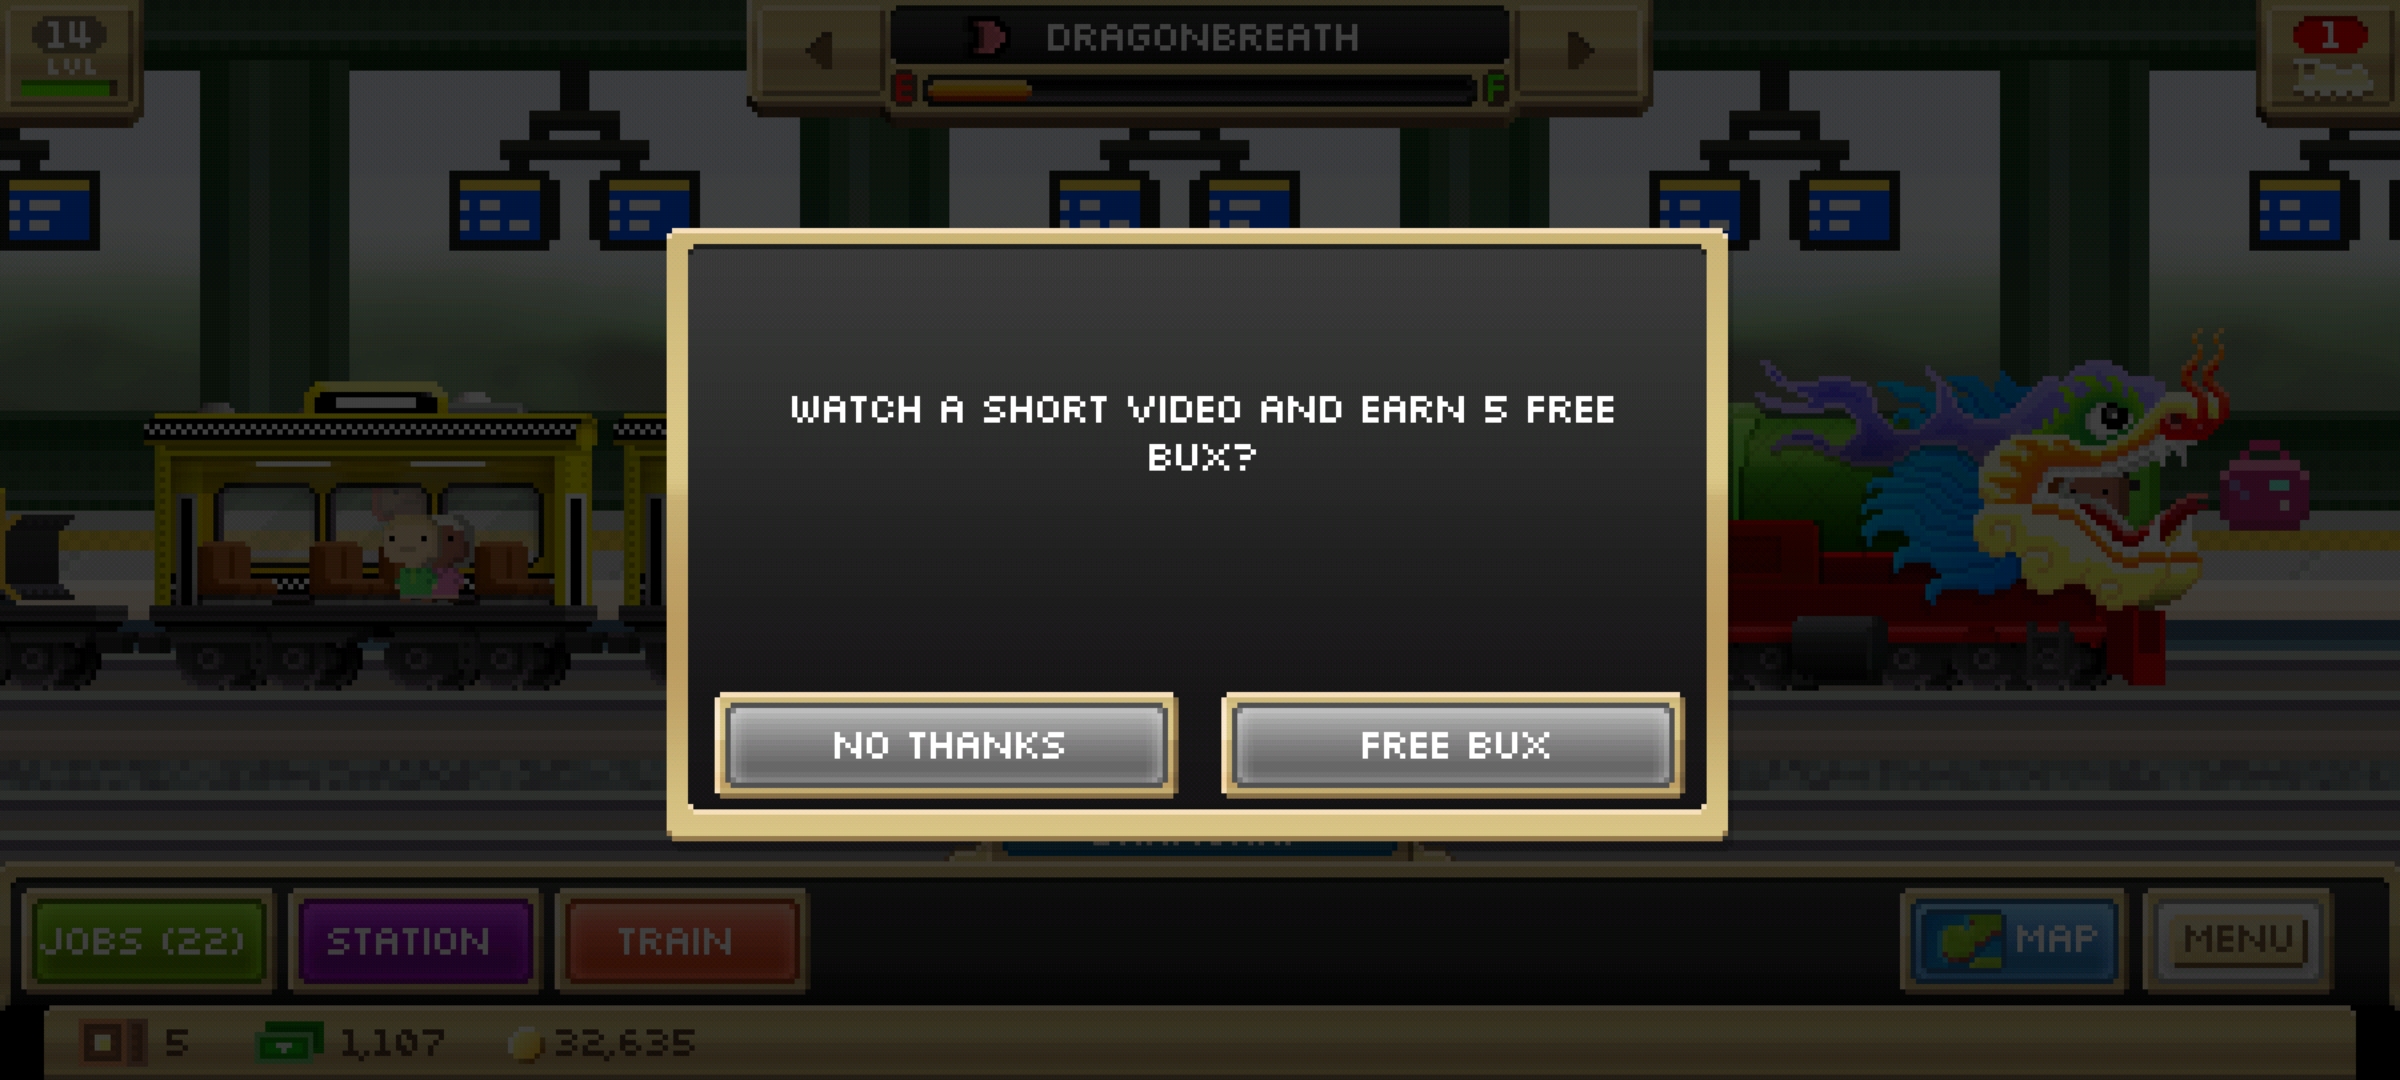 14
LVL
DRAGONBREATH
E
F
1
WATCH A SHORT VIDEO AND EARN 5 FREE
BUX?
NO THANKS
FREE BUX
JOBS (22)
STATION
TRAIN
MAP
MENU
5
1,107
32,635